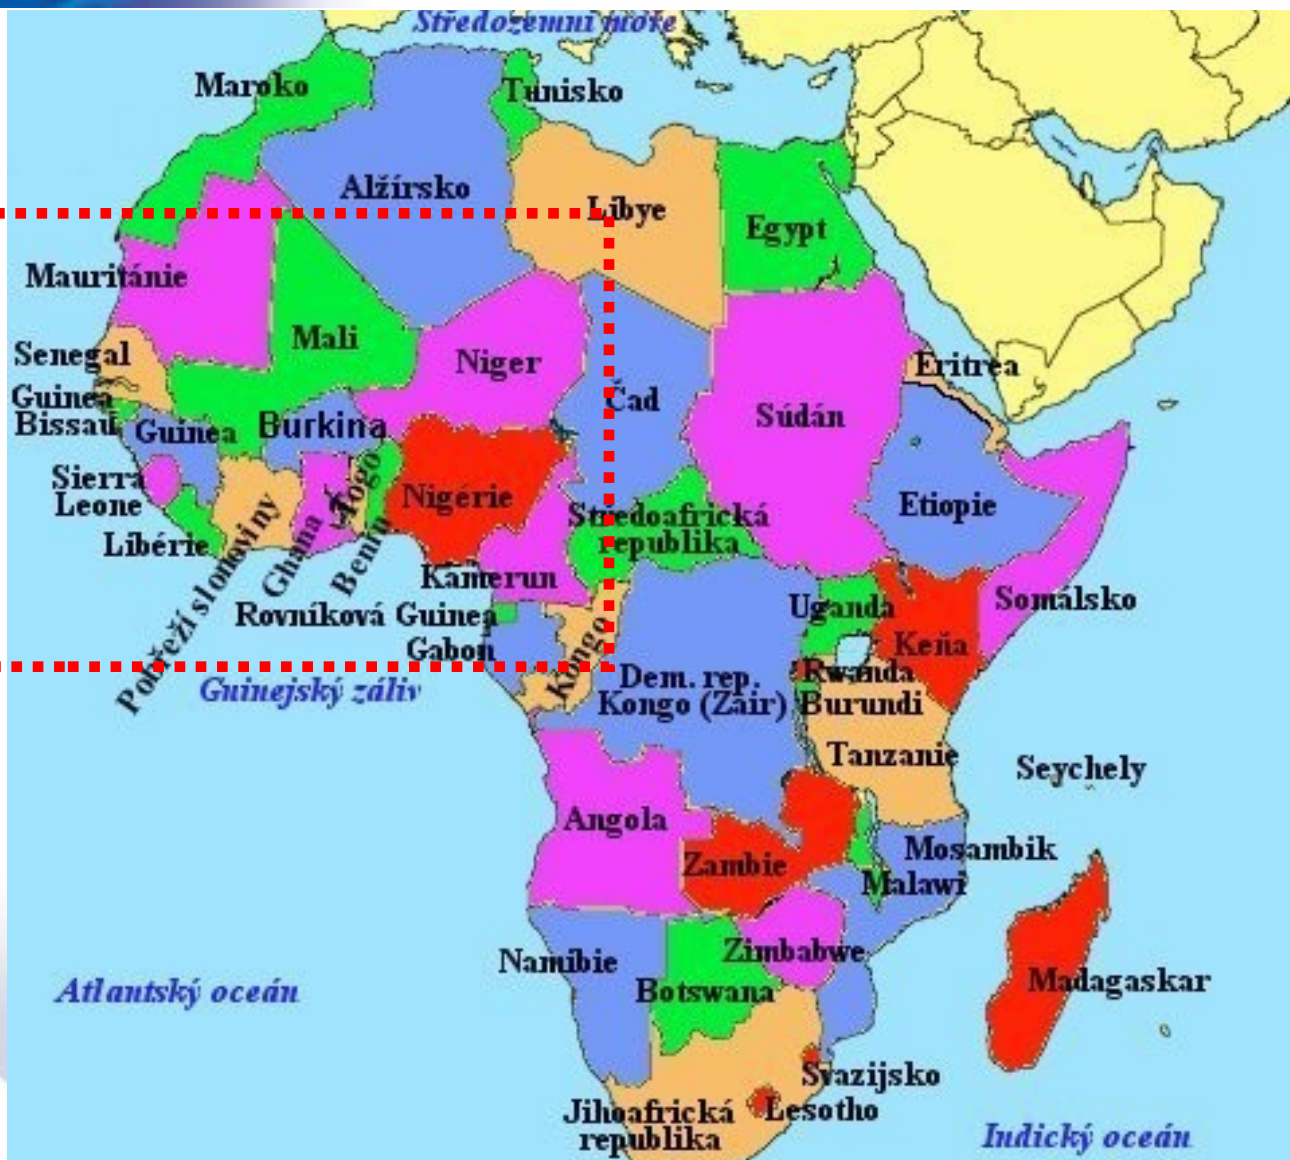 Středozemní moře
Maroko
Tunisko
Alžírsko
Libye
Egypt
Mauritánie
Mali
Niger
Čad
Súdán
Eritrea
Senegal
Guinea
Bissau
Guinea
Burkina
Sierra
Leone
Libérie
Pobřeží slonoviny
Ghana
Togo
Benin
Nigérie
Stredoafrická
republika
Etiopie
Kamerun
Rovníková Guinea
Gabon
Kongo
Uganda
Keňa
Somálsko
Guinejský záliv
Dem. rep.
Kongo (Zair)
Rwanda
Burundi
Tanzanie
Seychely
Angola
Zambie
Mosambik
Malawi
Namibie
Zimbabwe
Botswana
Madagaskar
Atlantský oceán
Svazijsko
Lesotho
Jihoafrická
republika
Indický oceán